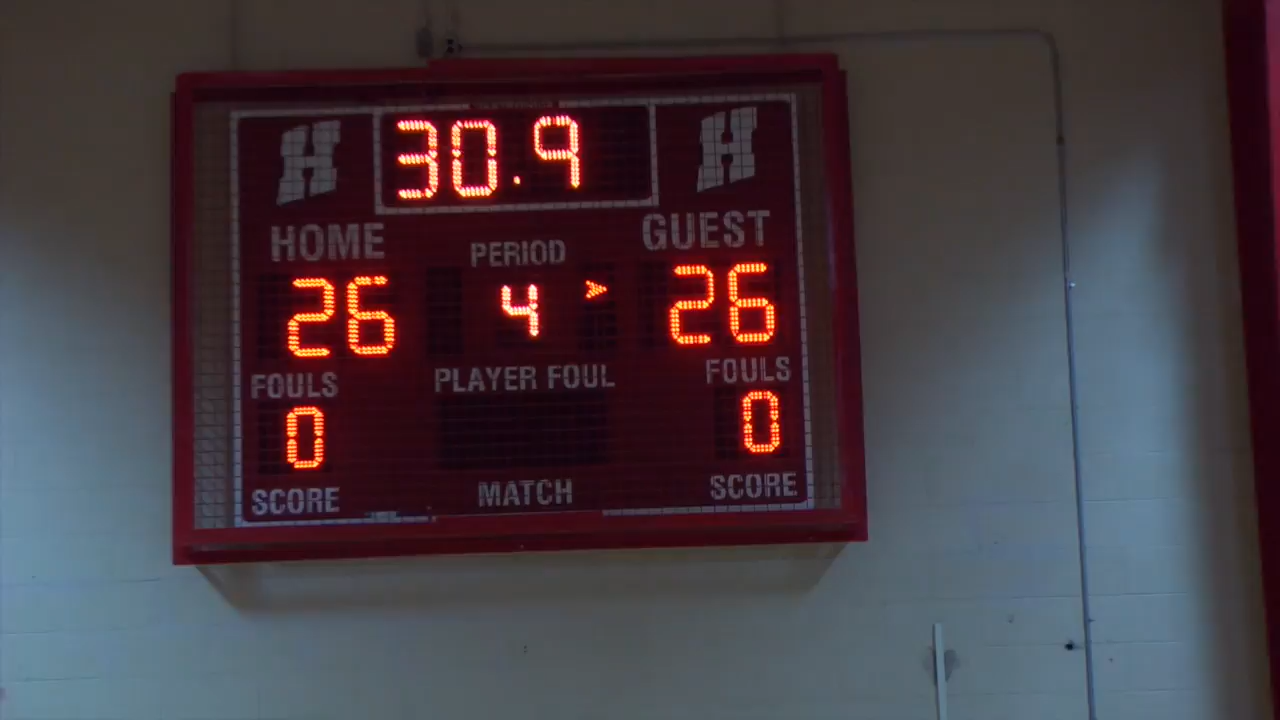 H 30.9 H
HOME PERIOD GUEST
26 4 26
FOULS PLAYER FOUL FOULS
0 0
SCORE MATCH SCORE